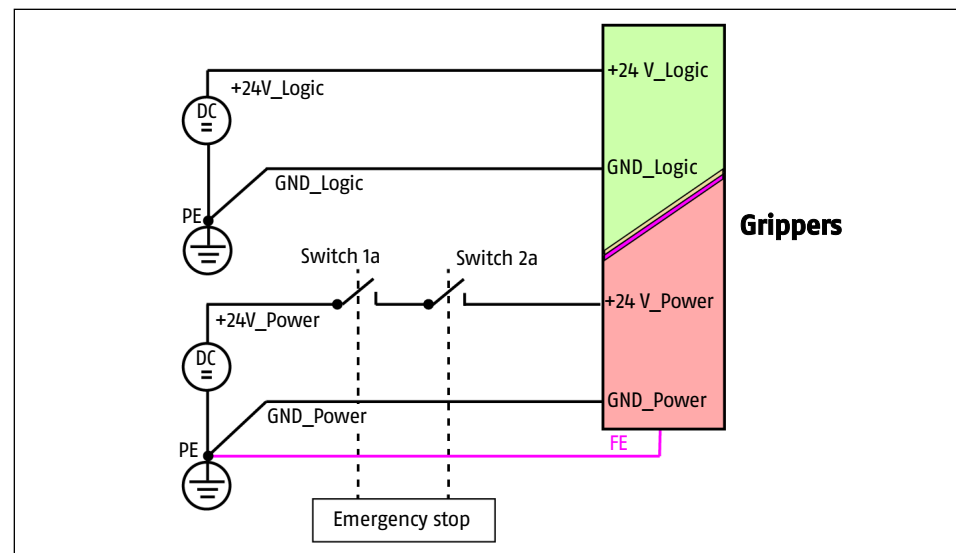 +24V_Logic
+24 V_Logic
DC
=
GND_Logic
GND_Logic
PE
Grippers
Switch 1a
Switch 2a
+24V_Power
+24 V_Power
DC
=
GND_Power
GND_Power
PE
FE
Emergency stop